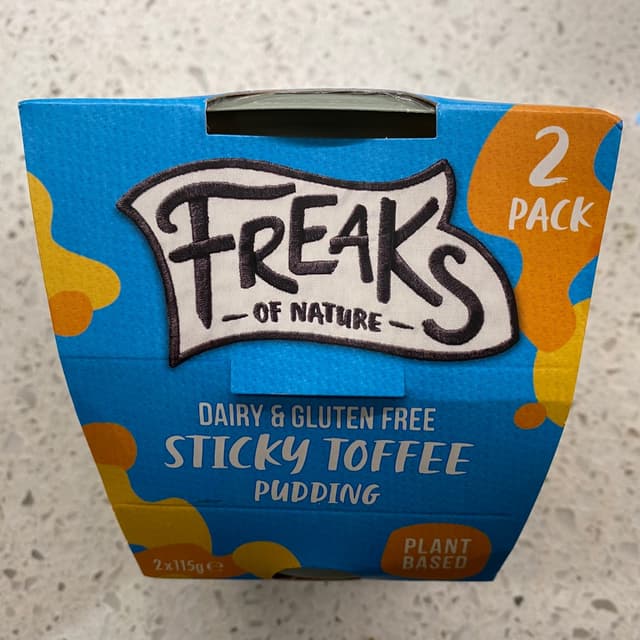 2
PACK
FREAKS
- OF NATURE -
DAIRY & GLUTEN FREE
STICKY TOFFEE
PUDDING
PLANT
BASED
2x115g℮